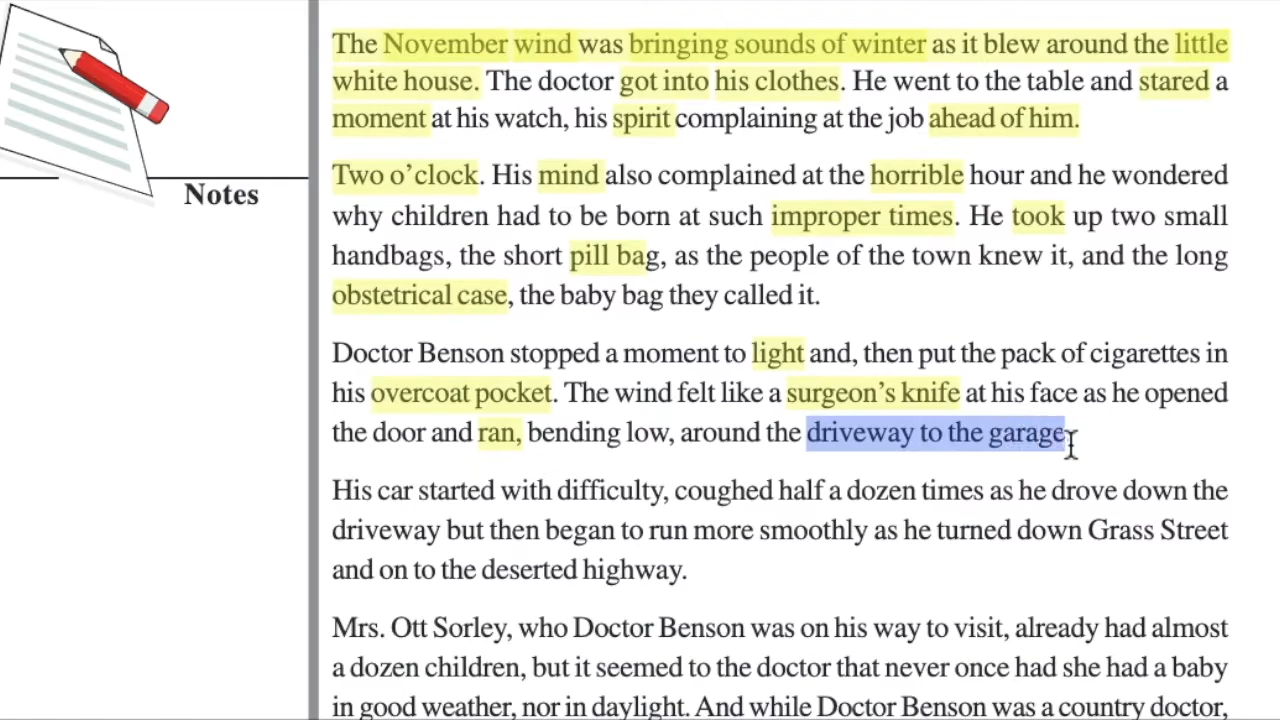 The November wind was bringing sounds of winter as it blew around the little
white house. The doctor got into his clothes. He went to the table and stared a
moment at his watch, his spirit complaining at the job ahead of him.
Two o’clock. His mind also complained at the horrible hour and he wondered
why children had to be born at such improper times. He took up two small
handbags, the short pill bag, as the people of the town knew it, and the long
obstetrical case, the baby bag they called it.
Notes
Doctor Benson stopped a moment to light and, then put the pack of cigarettes in
his overcoat pocket. The wind felt like a surgeon’s knife at his face as he opened
the door and ran, bending low, around the driveway to the garage
His car started with difficulty, coughed half a dozen times as he drove down the
driveway but then began to run more smoothly as he turned down Grass Street
and on to the deserted highway.
Mrs. Ott Sorley, who Doctor Benson was on his way to visit, already had almost
a dozen children, but it seemed to the doctor that never once had she had a baby
in good weather, nor in daylight. And while Doctor Benson was a country doctor,